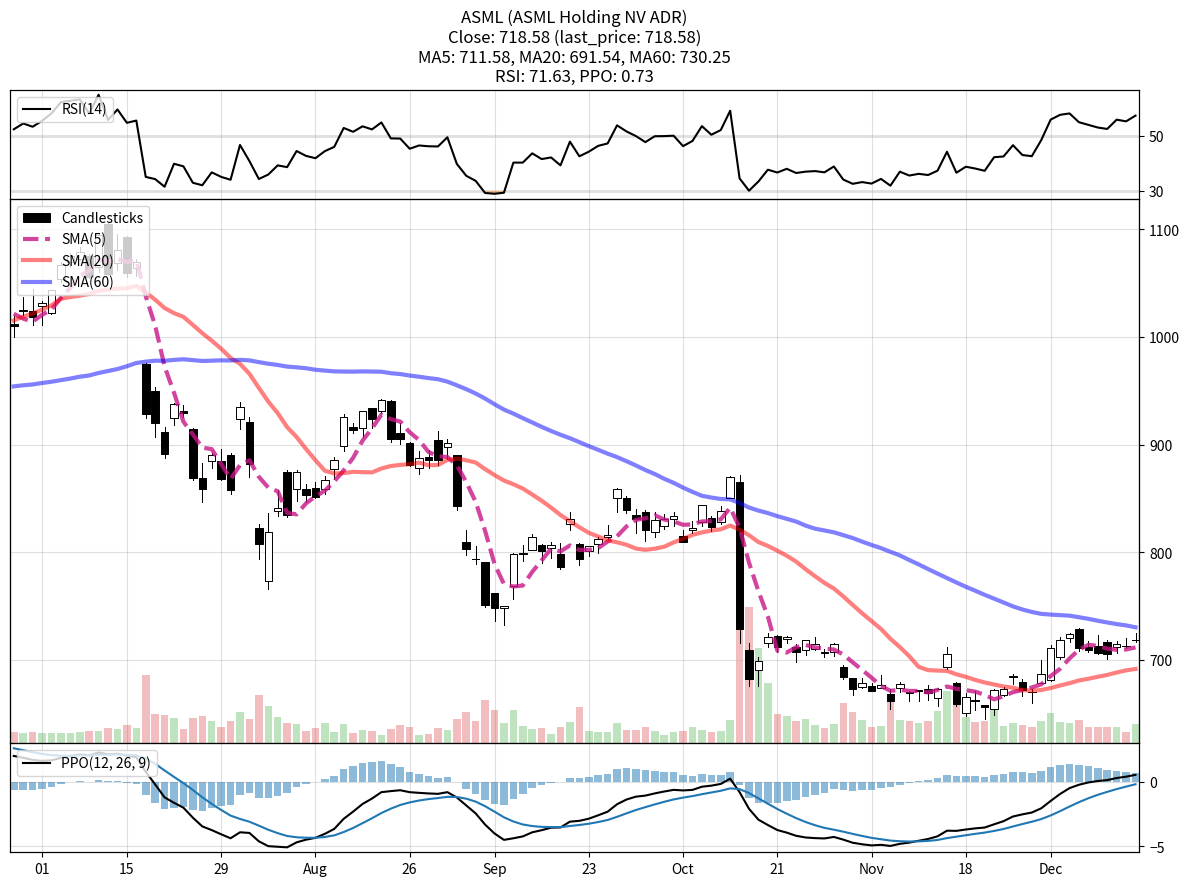 ASML (ASML Holding NV ADR)
Close: 718.58 (last_price: 718.58)
MA5: 711.58, MA20: 691.54, MA60: 730.25
RSI: 71.63, PPO: 0.73
RSI(14)
50
30
Candlesticks
SMA(5)
SMA(20)
SMA(60)
1100
1000
900
800
700
PPO(12, 26, 9)
0
−5
01 15 29 Aug 26 Sep 23 Oct 21 Nov 18 Dec